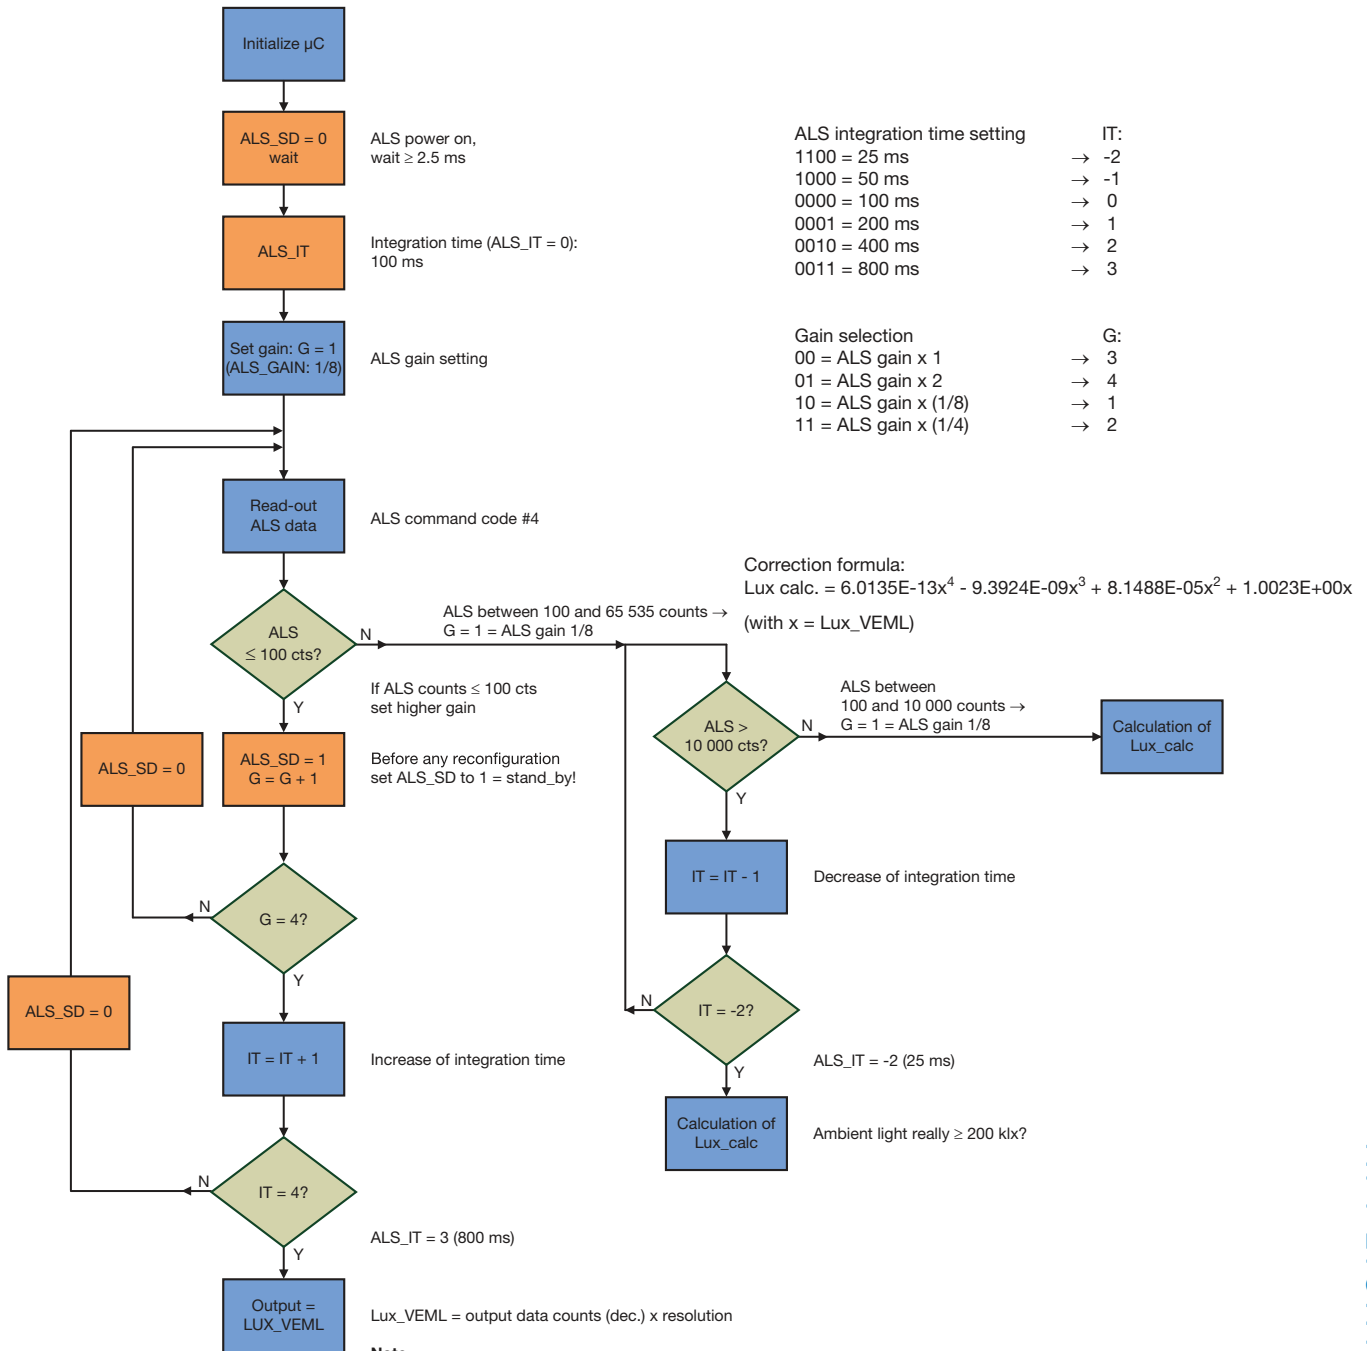 Initialize µC
ALS_SD = 0
wait
ALS power on,
wait ≥ 2.5 ms
ALS_IT
Integration time (ALS_IT = 0):
100 ms
Set gain: G = 1
(ALS_GAIN: 1/8)
ALS gain setting
ALS integration time setting IT:
1100 = 25 ms → -2
1000 = 50 ms → -1
0000 = 100 ms → 0
0001 = 200 ms → 1
0010 = 400 ms → 2
0011 = 800 ms → 3
Gain selection G:
00 = ALS gain x 1 → 3
01 = ALS gain x 2 → 4
10 = ALS gain x (1/8) → 1
11 = ALS gain x (1/4) → 2
Read-out
ALS data
ALS command code #4
Correction formula:
Lux calc. = 6.0135E-13x⁴ - 9.3924E-09x³ + 8.1488E-05x² + 1.0023E+00x
(with x = Lux_VEML)
ALS
≤ 100 cts?
N
Y
ALS between 100 and 65 535 counts →
G = 1 = ALS gain 1/8
If ALS counts ≤ 100 cts
set higher gain
ALS >
10 000 cts?
N
Y
ALS between
100 and 10 000 counts →
G = 1 = ALS gain 1/8
Calculation of
Lux_calc
ALS_SD = 0
ALS_SD = 1
G = G + 1
Before any reconfiguration
set ALS_SD to 1 = stand_by!
IT = IT - 1
Decrease of integration time
G = 4?
N
Y
IT = -2?
N
Y
ALS_IT = -2 (25 ms)
ALS_SD = 0
IT = IT + 1
Increase of integration time
Calculation of
Lux_calc
Ambient light really ≥ 200 klx?
IT = 4?
N
Y
ALS_IT = 3 (800 ms)
Output =
LUX_VEML
Lux_VEML = output data counts (dec.) x resolution